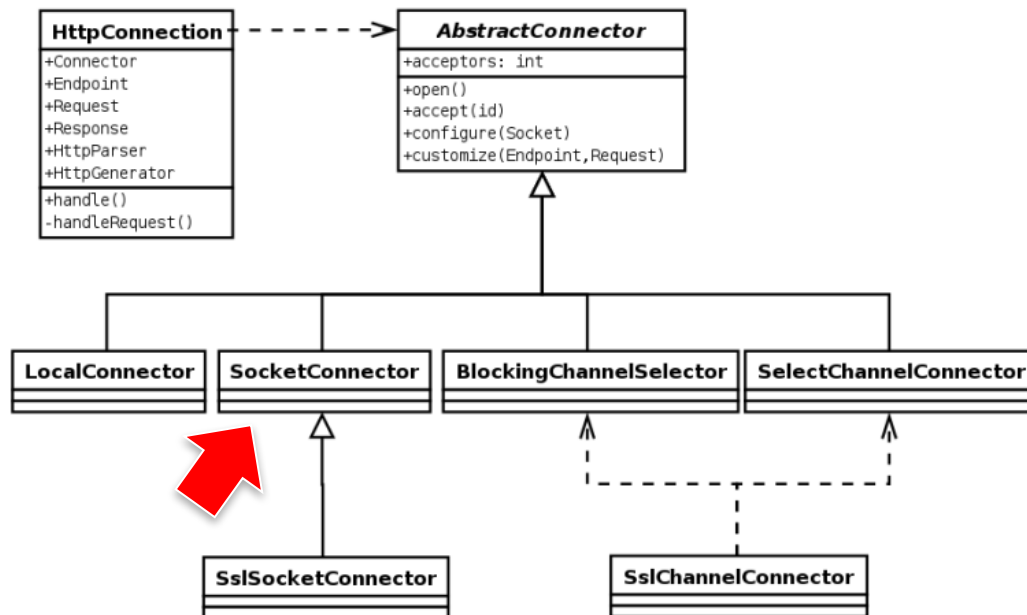 HttpConnection
+Connector
+Endpoint
+Request
+Response
+HttpParser
+HttpGenerator
+handle()
-handleRequest()
AbstractConnector
+acceptors: int
+open()
+accept(id)
+configure(Socket)
+customize(Endpoint,Request)
LocalConnector
SocketConnector
BlockingChannelSelector
SelectChannelConnector
SslSocketConnector
SslChannelConnector